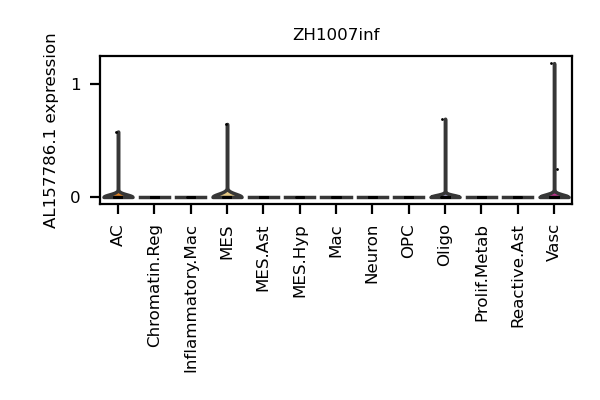 ZH1007inf
AL157786.1 expression
1
0
AC
Chromatin.Reg
Inflammatory.Mac
MES
MES.Ast
MES.Hyp
Mac
Neuron
OPC
Oligo
Prolif.Metab
Reactive.Ast
Vasc